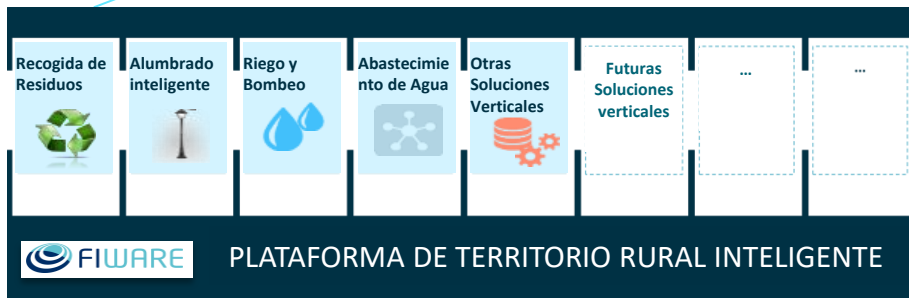 Recogida de
Residuos
Alumbrado
inteligente
Riego y
Bombeo
Abastecimie
nto de Agua
Otras
Soluciones
Verticales
Futuras
Soluciones
verticales
...
...
FIWARE
PLATAFORMA DE TERRITORIO RURAL INTELIGENTE